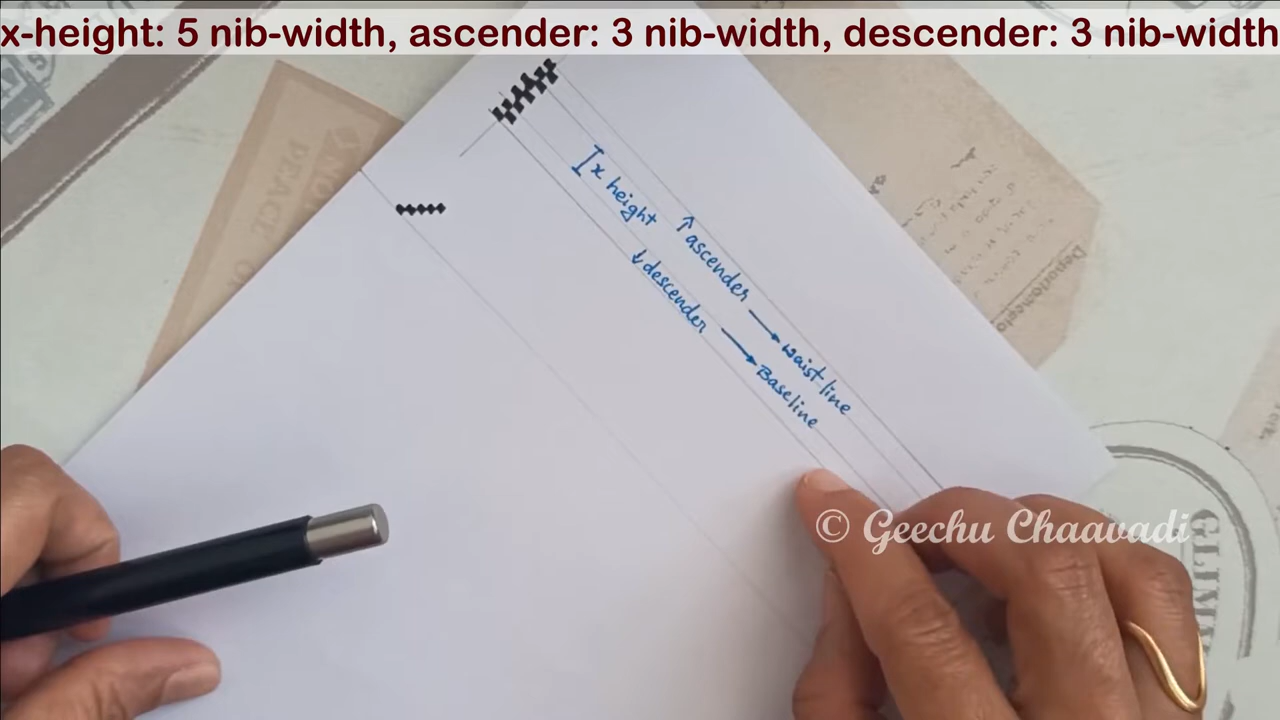 x-height: 5 nib-width, ascender: 3 nib-width, descender: 3 nib-width
x height
ascender
waist line
descender
Baseline
© Geechu Chaavadi